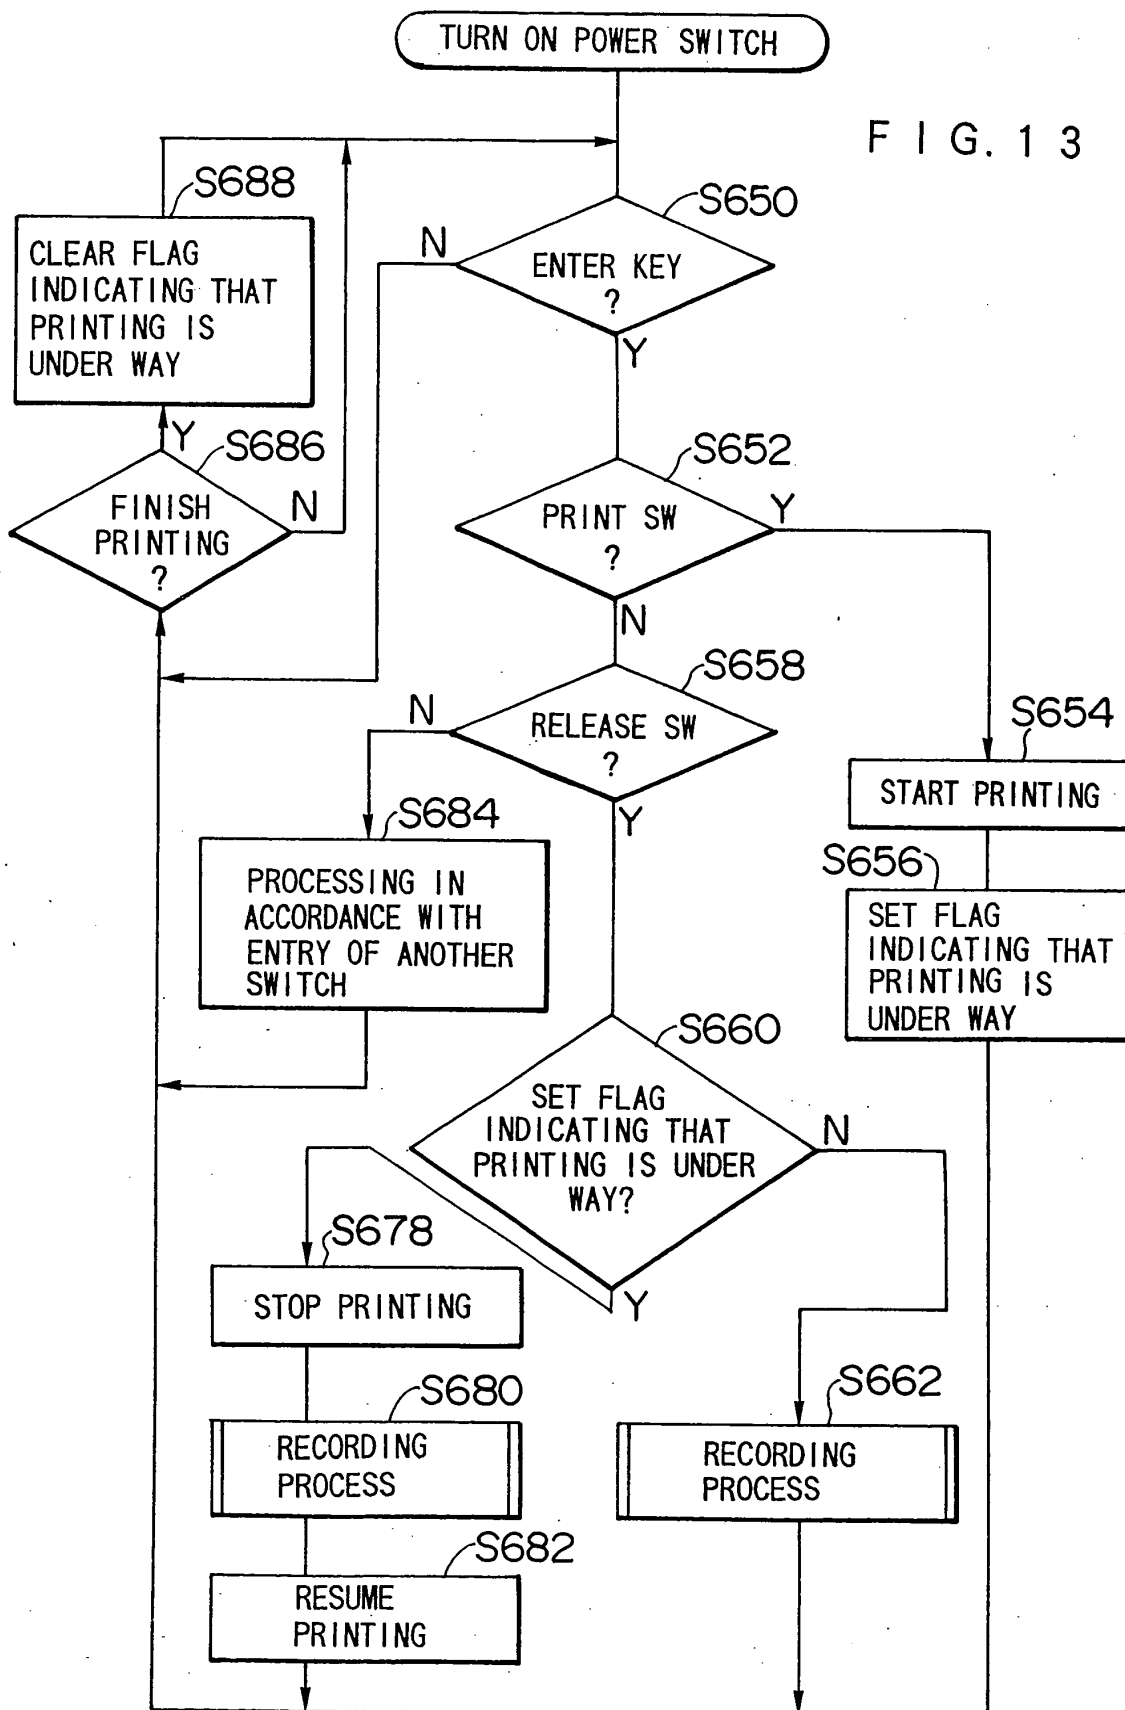 TURN ON POWER SWITCH
FIG. 13
S688
CLEAR FLAG
INDICATING THAT
PRINTING IS
UNDER WAY
S650
N
ENTER KEY
?
Y
Y
S686
FINISH
PRINTING
?
N
S652
PRINT SW
?
Y
N
S658
N
RELEASE SW
?
Y
S654
START PRINTING
S684
PROCESSING IN
ACCORDANCE WITH
ENTRY OF ANOTHER
SWITCH
S656
SET FLAG
INDICATING THAT
PRINTING IS
UNDER WAY
S660
SET FLAG
INDICATING THAT
PRINTING IS UNDER
WAY?
N
Y
S678
STOP PRINTING
S680
RECORDING
PROCESS
S662
RECORDING
PROCESS
S682
RESUME
PRINTING